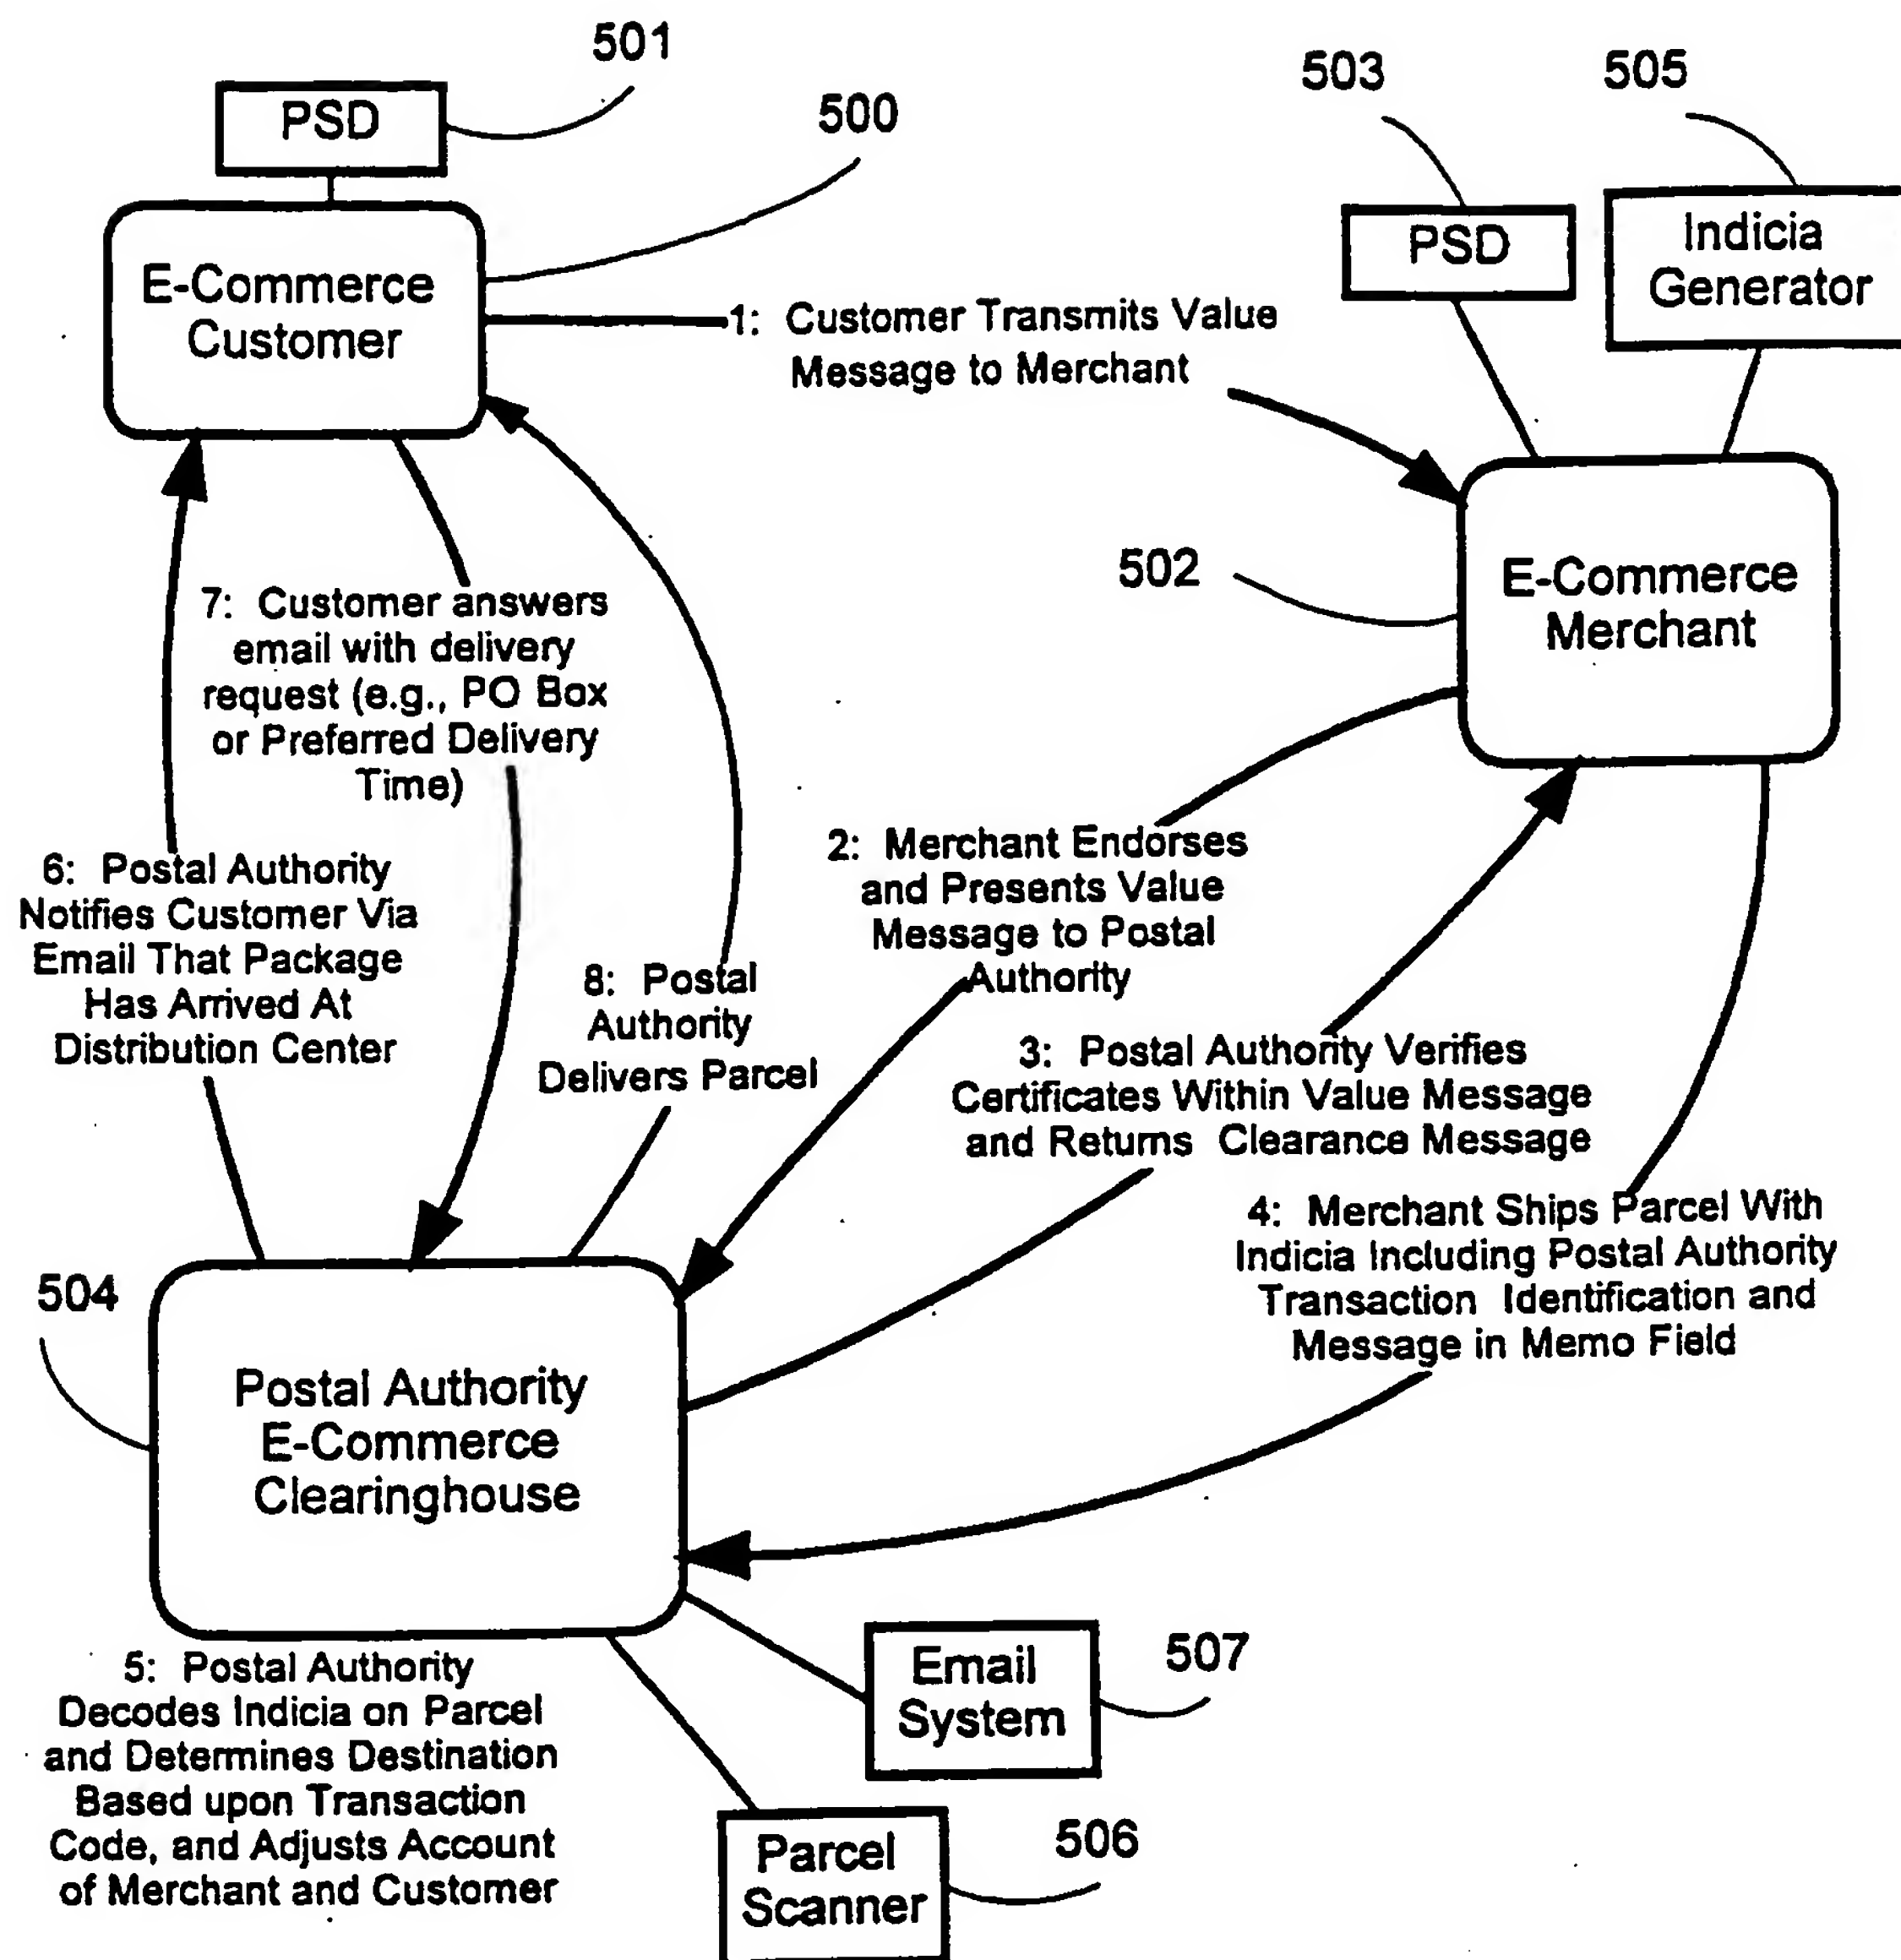 501
PSD
500
503
505
PSD
Indicia
Generator
E-Commerce
Customer
1: Customer Transmits Value
Message to Merchant
502
E-Commerce
Merchant
7: Customer answers
email with delivery
request (e.g., PO Box
or Preferred Delivery
Time)
2: Merchant Endorses
and Presents Value
Message to Postal
Authority
6: Postal Authority
Notifies Customer Via
Email That Package
Has Arrived At
Distribution Center
8: Postal
Authority
Delivers Parcel
3: Postal Authority Verifies
Certificates Within Value Message
and Returns Clearance Message
4: Merchant Ships Parcel With
Indicia Including Postal Authority
Transaction Identification and
Message in Memo Field
504
Postal Authority
E-Commerce
Clearinghouse
5: Postal Authority
Decodes Indicia on Parcel
and Determines Destination
Based upon Transaction
Code, and Adjusts Account
of Merchant and Customer
Email
System
507
Parcel
Scanner
506